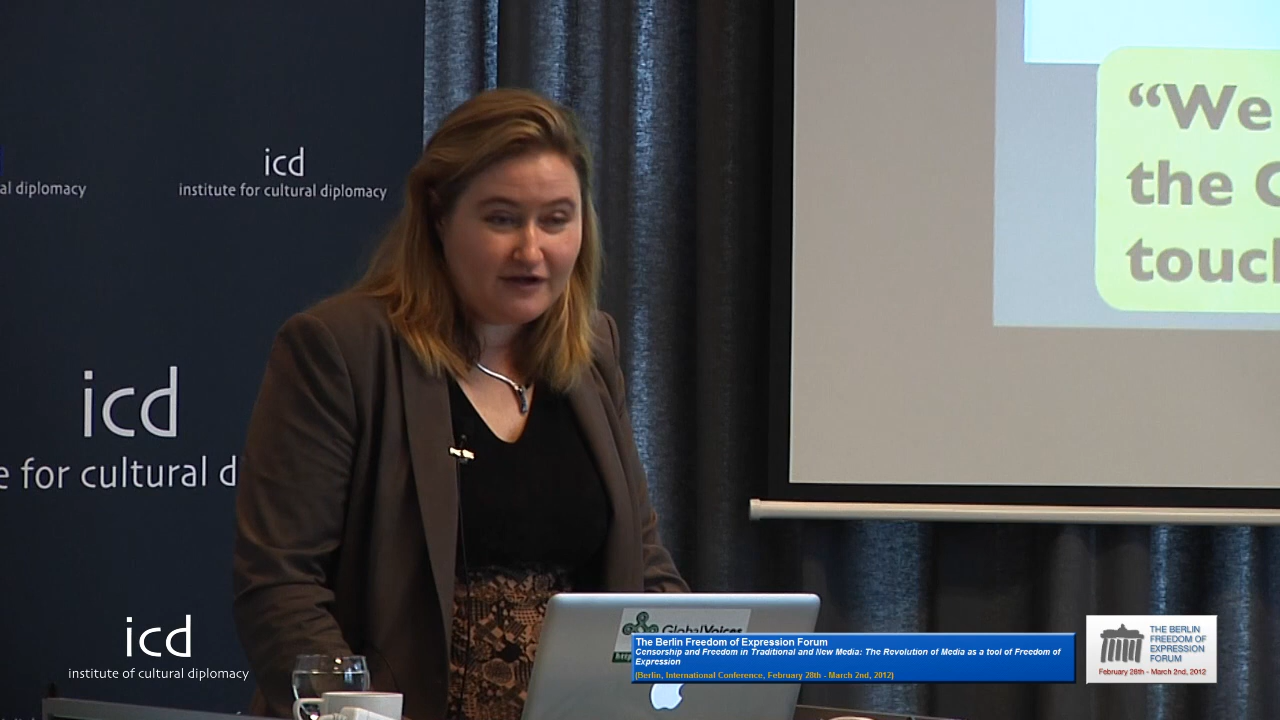 icd
al diplomacy
institute for cultural diplomacy
icd
e for cultural d
icd
institute of cultural diplomacy
“We
the C
touch
GlobalVoices
The Berlin Freedom of Expression Forum
Censorship and Freedom in Traditional and New Media: The Revolution of Media as a tool of Freedom of
Expression
(Berlin, International Conference, February 28th - March 2nd, 2012)
THE BERLIN
FREEDOM OF
EXPRESSION
FORUM
February 28th - March 2nd, 2012